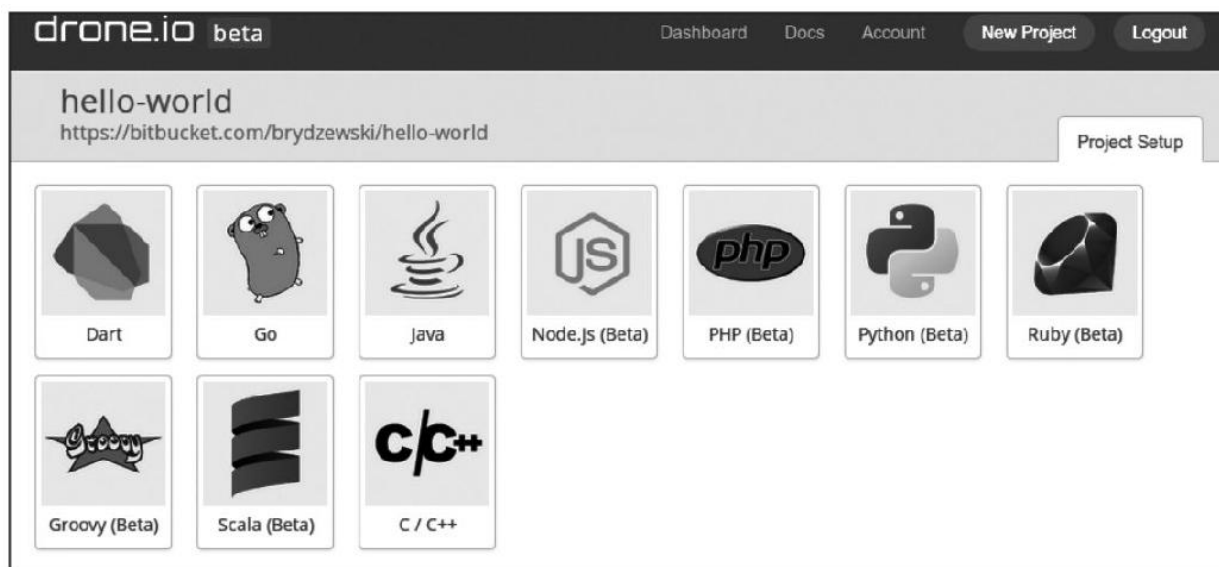 drone.io beta
Dashboard Docs Account New Project Logout
hello-world
https://bitbucket.com/brydzewski/hello-world
Project Setup
JS
php
Dart Go Java Node.Js (Beta) PHP (Beta) Python (Beta) Ruby (Beta)
Groovy
C/C++
Groovy (Beta) Scala (Beta) C / C++